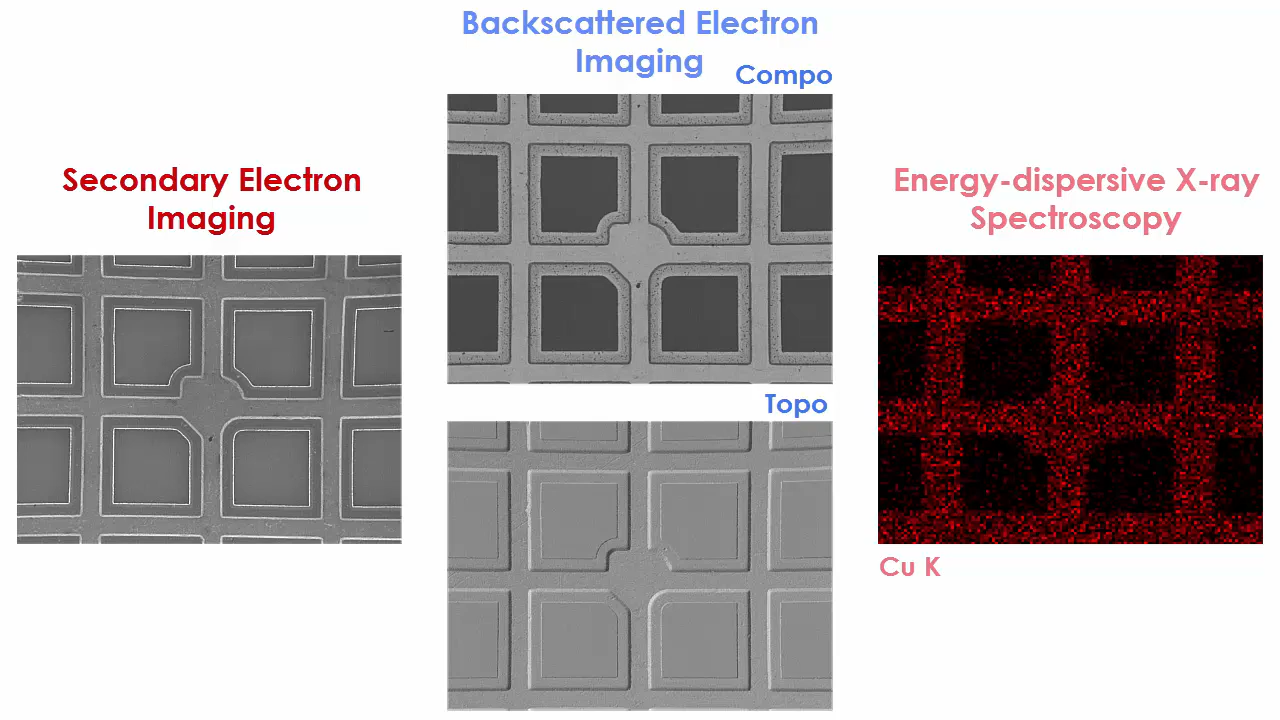 Backscattered Electron
Imaging
Compo
Secondary Electron
Imaging
Energy-dispersive X-ray
Spectroscopy
Topo
Cu K